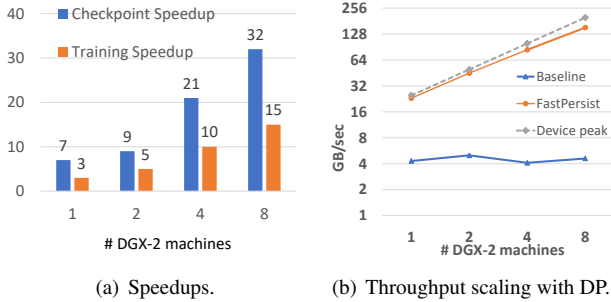 40
30
20
10
0
Checkpoint Speedup
Training Speedup
7
3
9
5
21
10
32
15
1 2 4 8
# DGX-2 machines
(a) Speedups.
256
128
64
32
16
8
4
2
1
GB/sec
Baseline
FastPersist
Device peak
1 2 4 8
# DGX-2 machines
(b) Throughput scaling with DP.